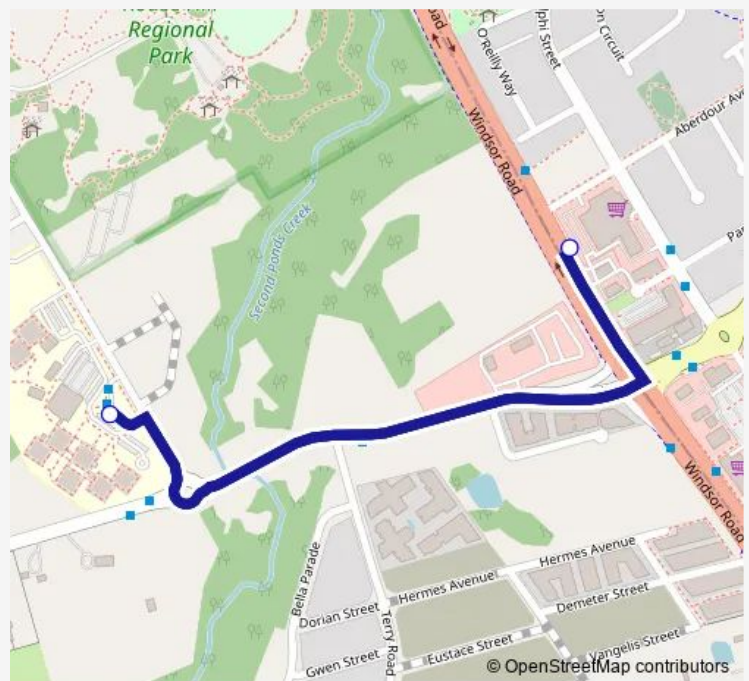 Regional
Park
Road
O'Reilly Way
Windsor Road
Aberdour Av
Second Ponds Creek
Windsor Road
Bella Parade
Hermes Avenue
Hermes Avenue
Dorian Street
Demeter Street
Terry Road
Eustace Street
Vangelis Street
Gwen Street
© OpenStreetMap contributors